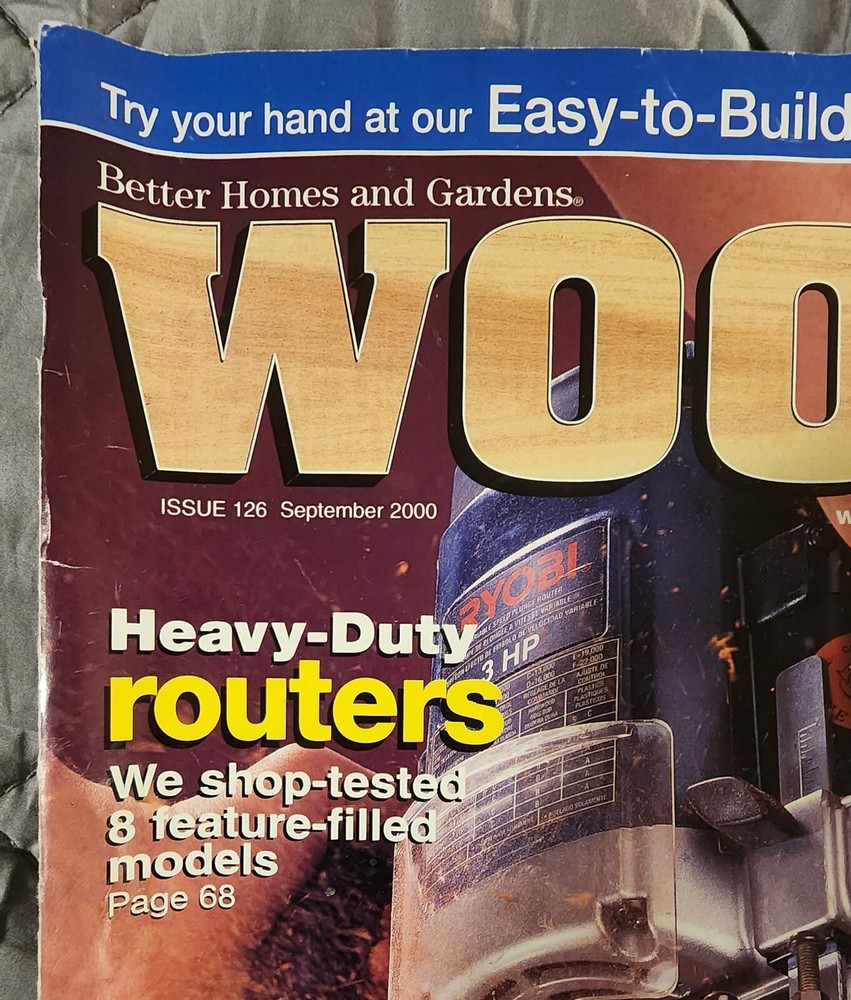 Try your hand at our Easy-to-Build
Better Homes and Gardens®
WOO
ISSUE 126 September 2000
RYOBI
3 HP
Heavy-Duty
routers
We shop-tested
8 feature-filled
models
Page 68